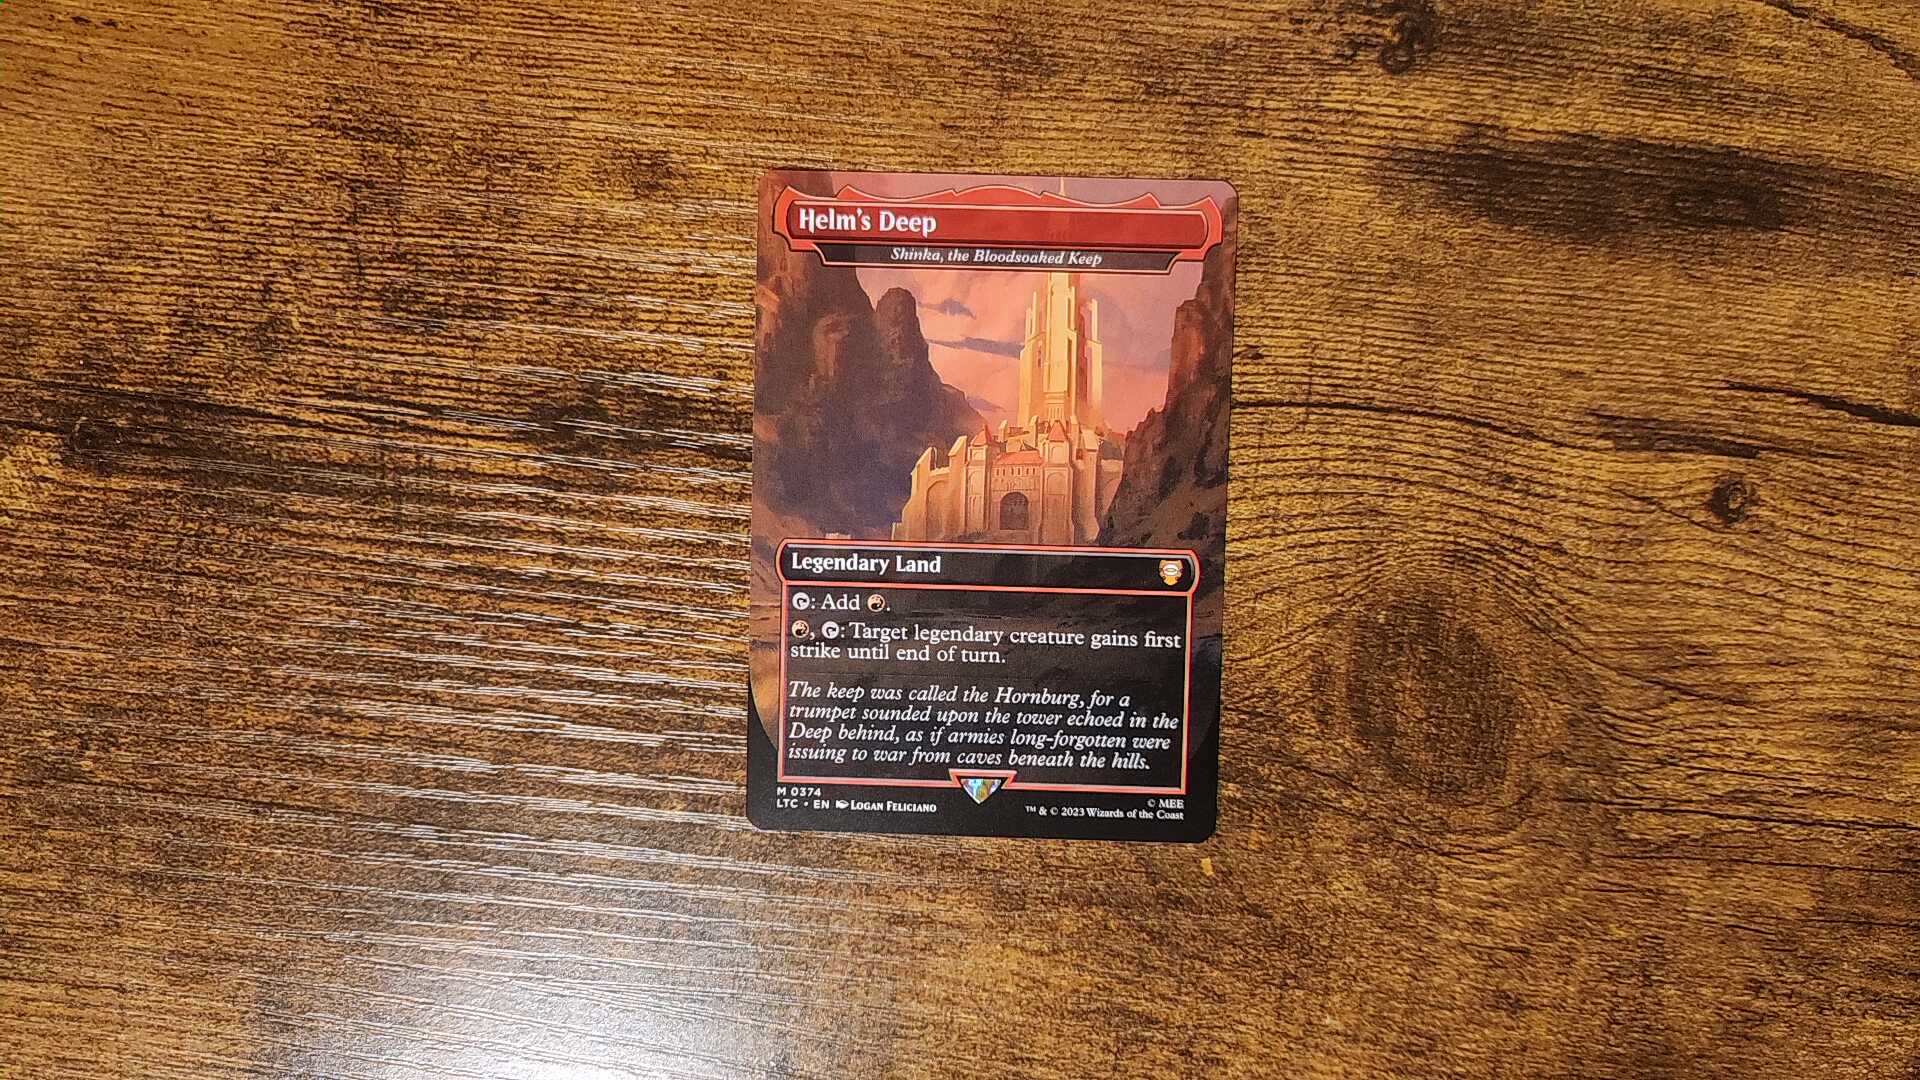 Helm's Deep
Shinka, the Bloodsoaked Keep
Legendary Land
: Add .
, : Target legendary creature gains first
strike until end of turn.
The keep was called the Hornburg, for a
trumpet sounded upon the tower echoed in the
Deep behind, as if armies long-forgotten were
issuing to war from caves beneath the hills.
M 0374
LTC • EN Logan Feliciano
© MEE
™ & © 2023 Wizards of the Coast